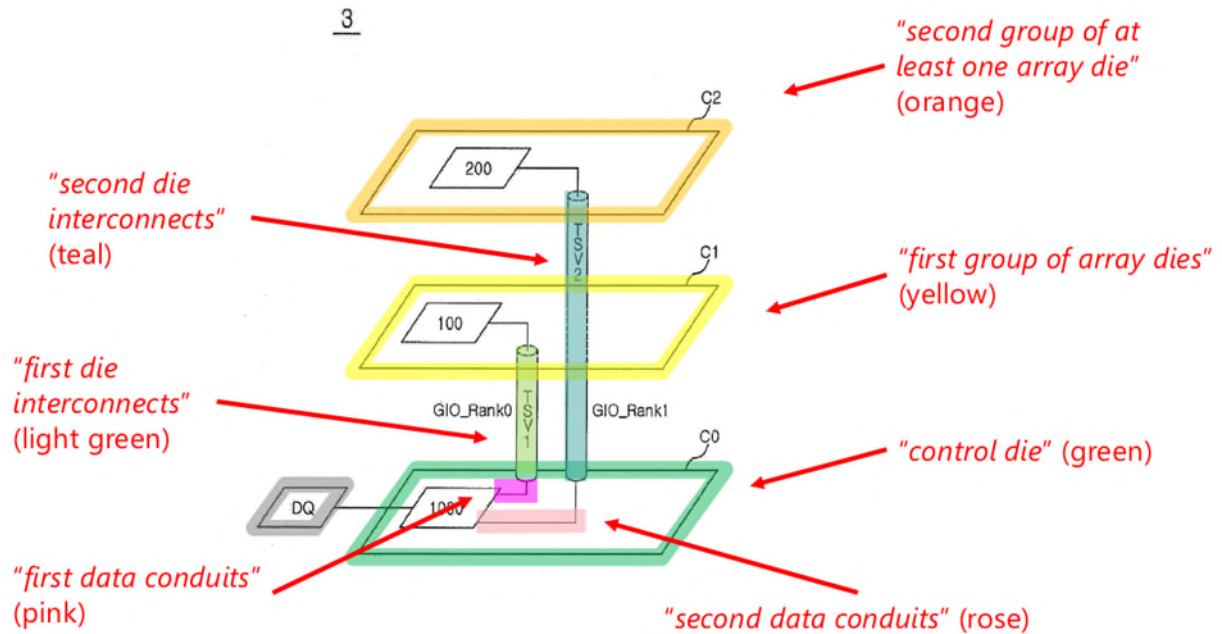 3
"second group of at
least one array die"
(orange)
C2
200
"second die
interconnects"
(teal)
TSV2
C1
"first group of array dies"
(yellow)
100
"first die
interconnects"
(light green)
GIO_Rank0
TSV1
GIO_Rank1
C0
"control die" (green)
DQ
1000
"first data conduits"
(pink)
"second data conduits" (rose)